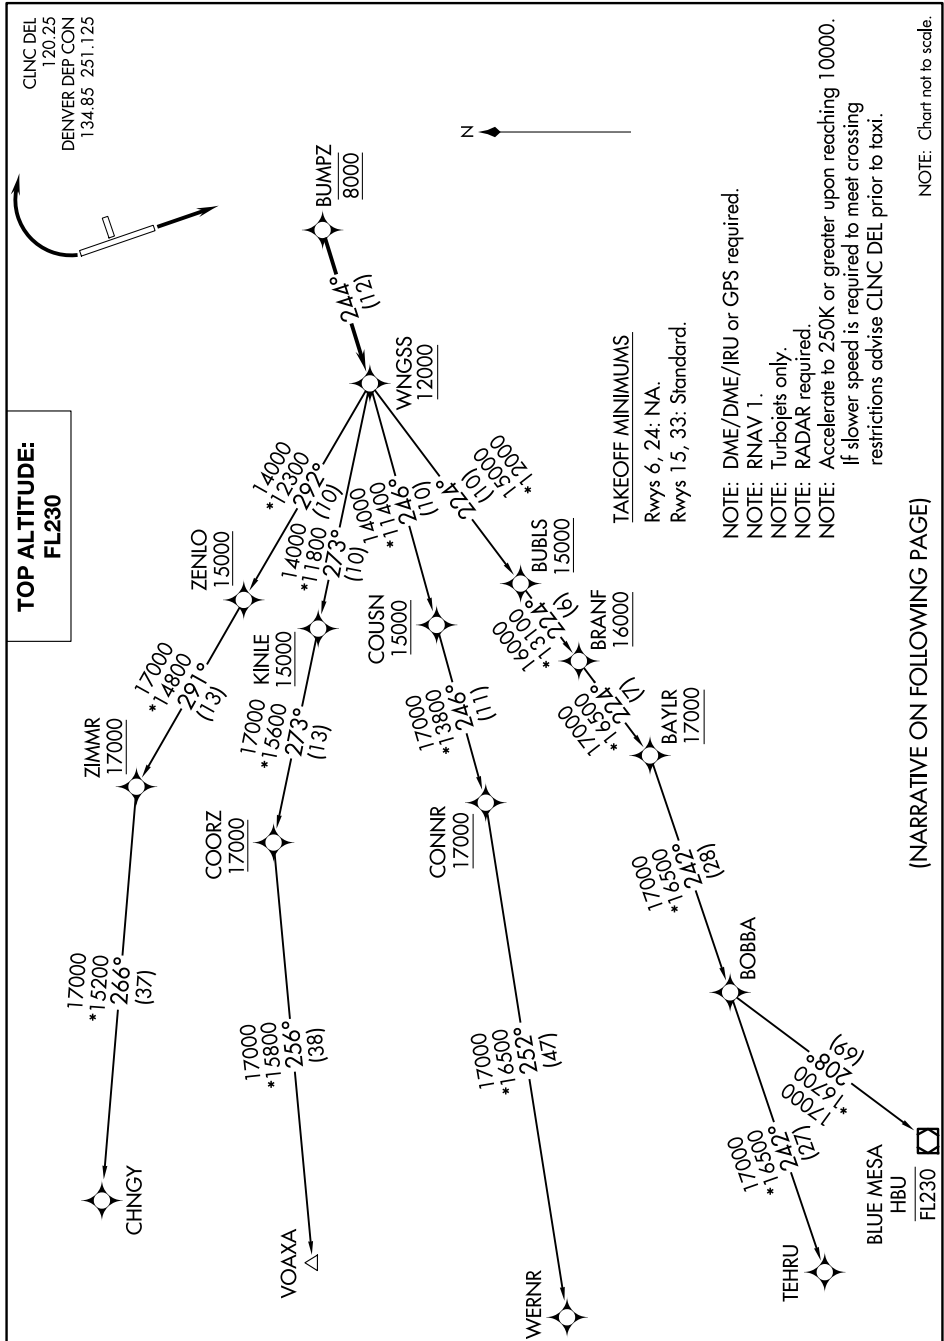 CLNC DEL
120.25
DENVER DEP CON
134.85 251.125
TOP ALTITUDE:
FL230
N
BUMPZ
8000
244°
(12)
WNGSS
12000
14000
*12300
292°
(10)
ZENLO
15000
17000
*14800
291°
(13)
ZIMMR
17000
17000
*15200
266°
(37)
CHNGY
14000
*11800
273°
(10)
KINLE
15000
17000
*15600
273°
(13)
COORZ
17000
17000
*15800
256°
(38)
VOAXA
14000
*11400
246°
(10)
COUSN
15000
17000
*13800
246°
(11)
CONNR
17000
17000
*16500
252°
(47)
WERNR
*12000
15000
(10)
224°
BUBLS
15000
16000
*13100
224°
(6)
BRANF
16000
17000
*16500
224°
(7)
BAYLR
17000
17000
*16500
242°
(28)
BOBBA
17000
*16500
242°
(27)
TEHRU
17000
*16700
208°
(69)
BLUE MESA
HBU
FL230
TAKEOFF MINIMUMS
Rwys 6, 24: NA.
Rwys 15, 33: Standard.
NOTE: DME/DME/IRU or GPS required.
NOTE: RNAV 1.
NOTE: Turbojets only.
NOTE: RADAR required.
NOTE: Accelerate to 250K or greater upon reaching 10000.
If slower speed is required to meet crossing
restrictions advise CLNC DEL prior to taxi.
(NARRATIVE ON FOLLOWING PAGE)
NOTE: Chart not to scale.